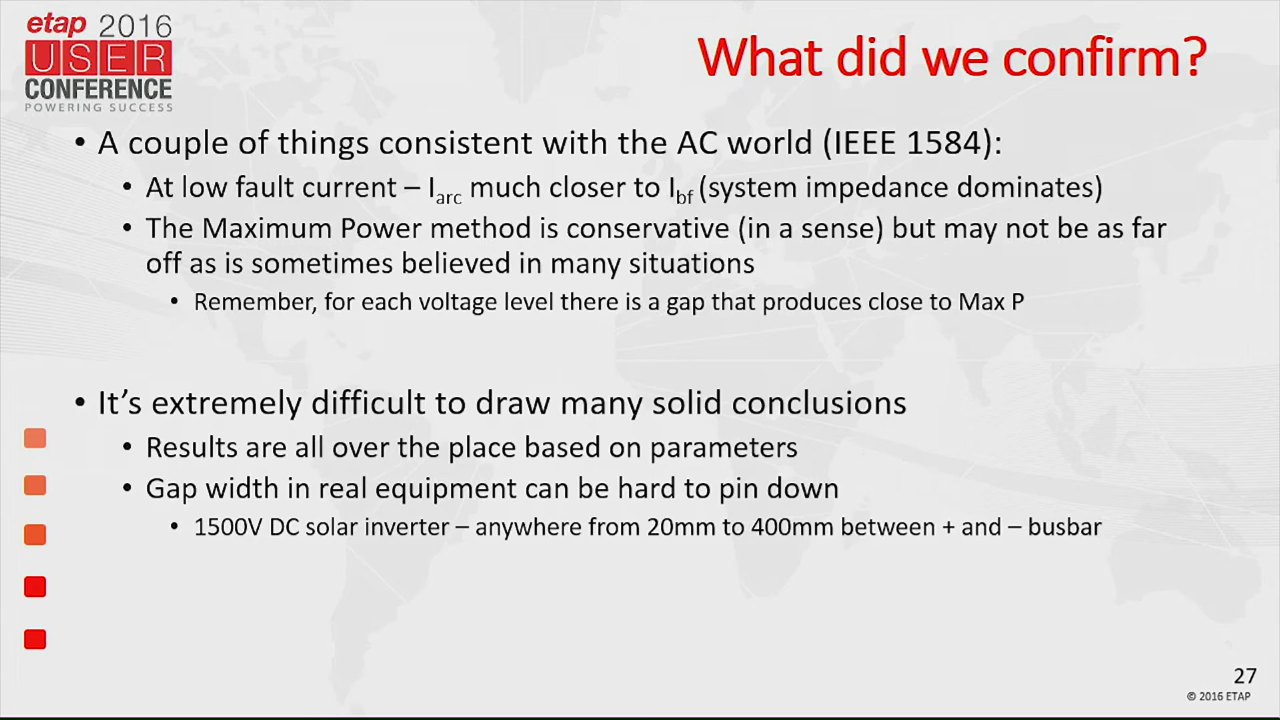 etap 2016
USER
CONFERENCE
POWERING SUCCESS
What did we confirm?
• A couple of things consistent with the AC world (IEEE 1584):
• At low fault current – Iarc much closer to Ibf (system impedance dominates)
• The Maximum Power method is conservative (in a sense) but may not be as far
off as is sometimes believed in many situations
• Remember, for each voltage level there is a gap that produces close to Max P
• It’s extremely difficult to draw many solid conclusions
• Results are all over the place based on parameters
• Gap width in real equipment can be hard to pin down
• 1500V DC solar inverter – anywhere from 20mm to 400mm between + and – busbar
27
© 2016 ETAP